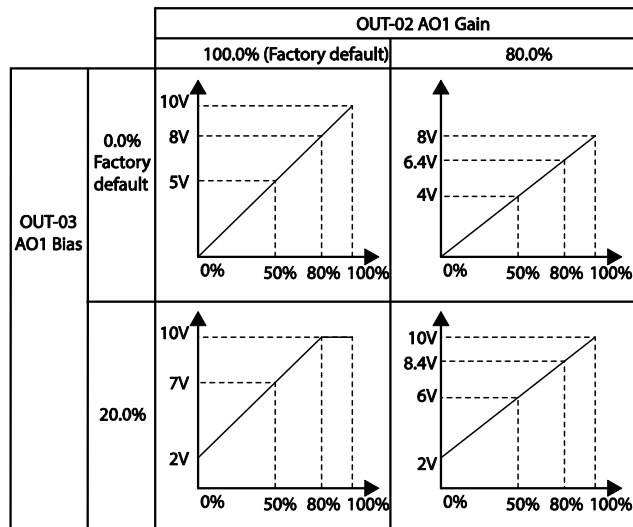 OUT-02 AO1 Gain
100.0% (Factory default)
80.0%
OUT-03
AO1 Bias
0.0%
Factory
default
10V
8V
5V
0% 50% 80% 100%
8V
6.4V
4V
0% 50% 80% 100%
20.0%
10V
7V
2V
0% 50% 80% 100%
10V
8.4V
6V
2V
0% 50% 80% 100%